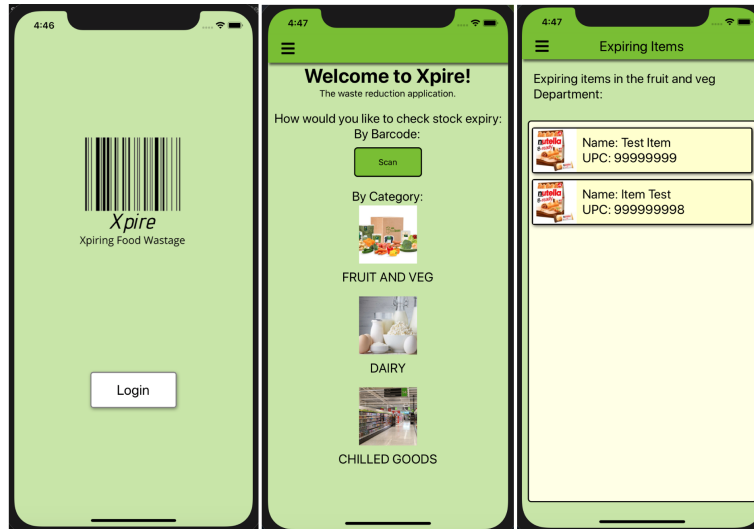 4:46
Xpire
Xpiring Food Wastage
Login
4:47
Welcome to Xpire!
The waste reduction application.
How would you like to check stock expiry:
By Barcode:
Scan
By Category:
FRUIT AND VEG
DAIRY
CHILLED GOODS
4:47
Expiring Items
Expiring items in the fruit and veg
Department:
nutella
Name: Test Item
UPC: 99999999
nutella
Name: Item Test
UPC: 999999998